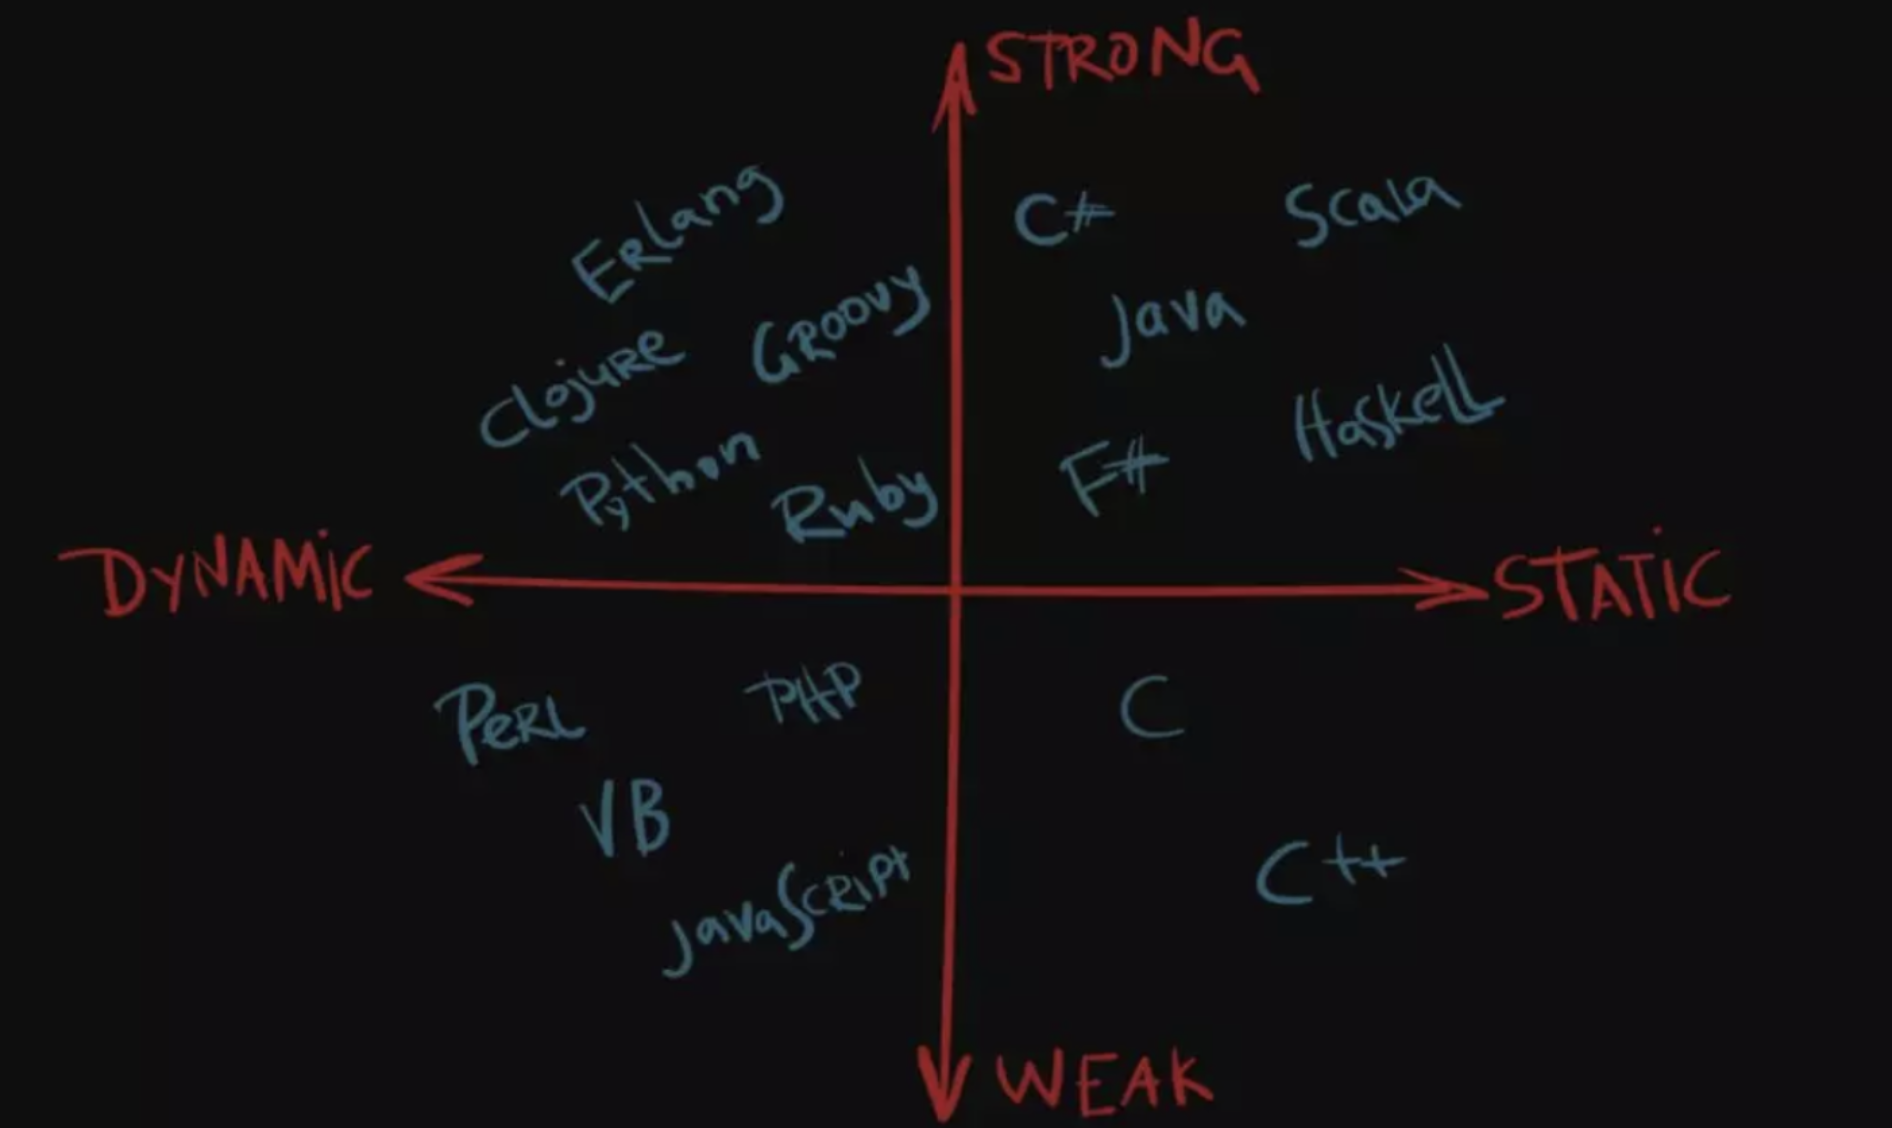 STRONG
C#
Scala
Erlang
Java
Groovy
Clojure
Haskell
Python
F#
Ruby
DYNAMIC
STATIC
Perl
PHP
C
VB
C++
JavaScript
WEAK